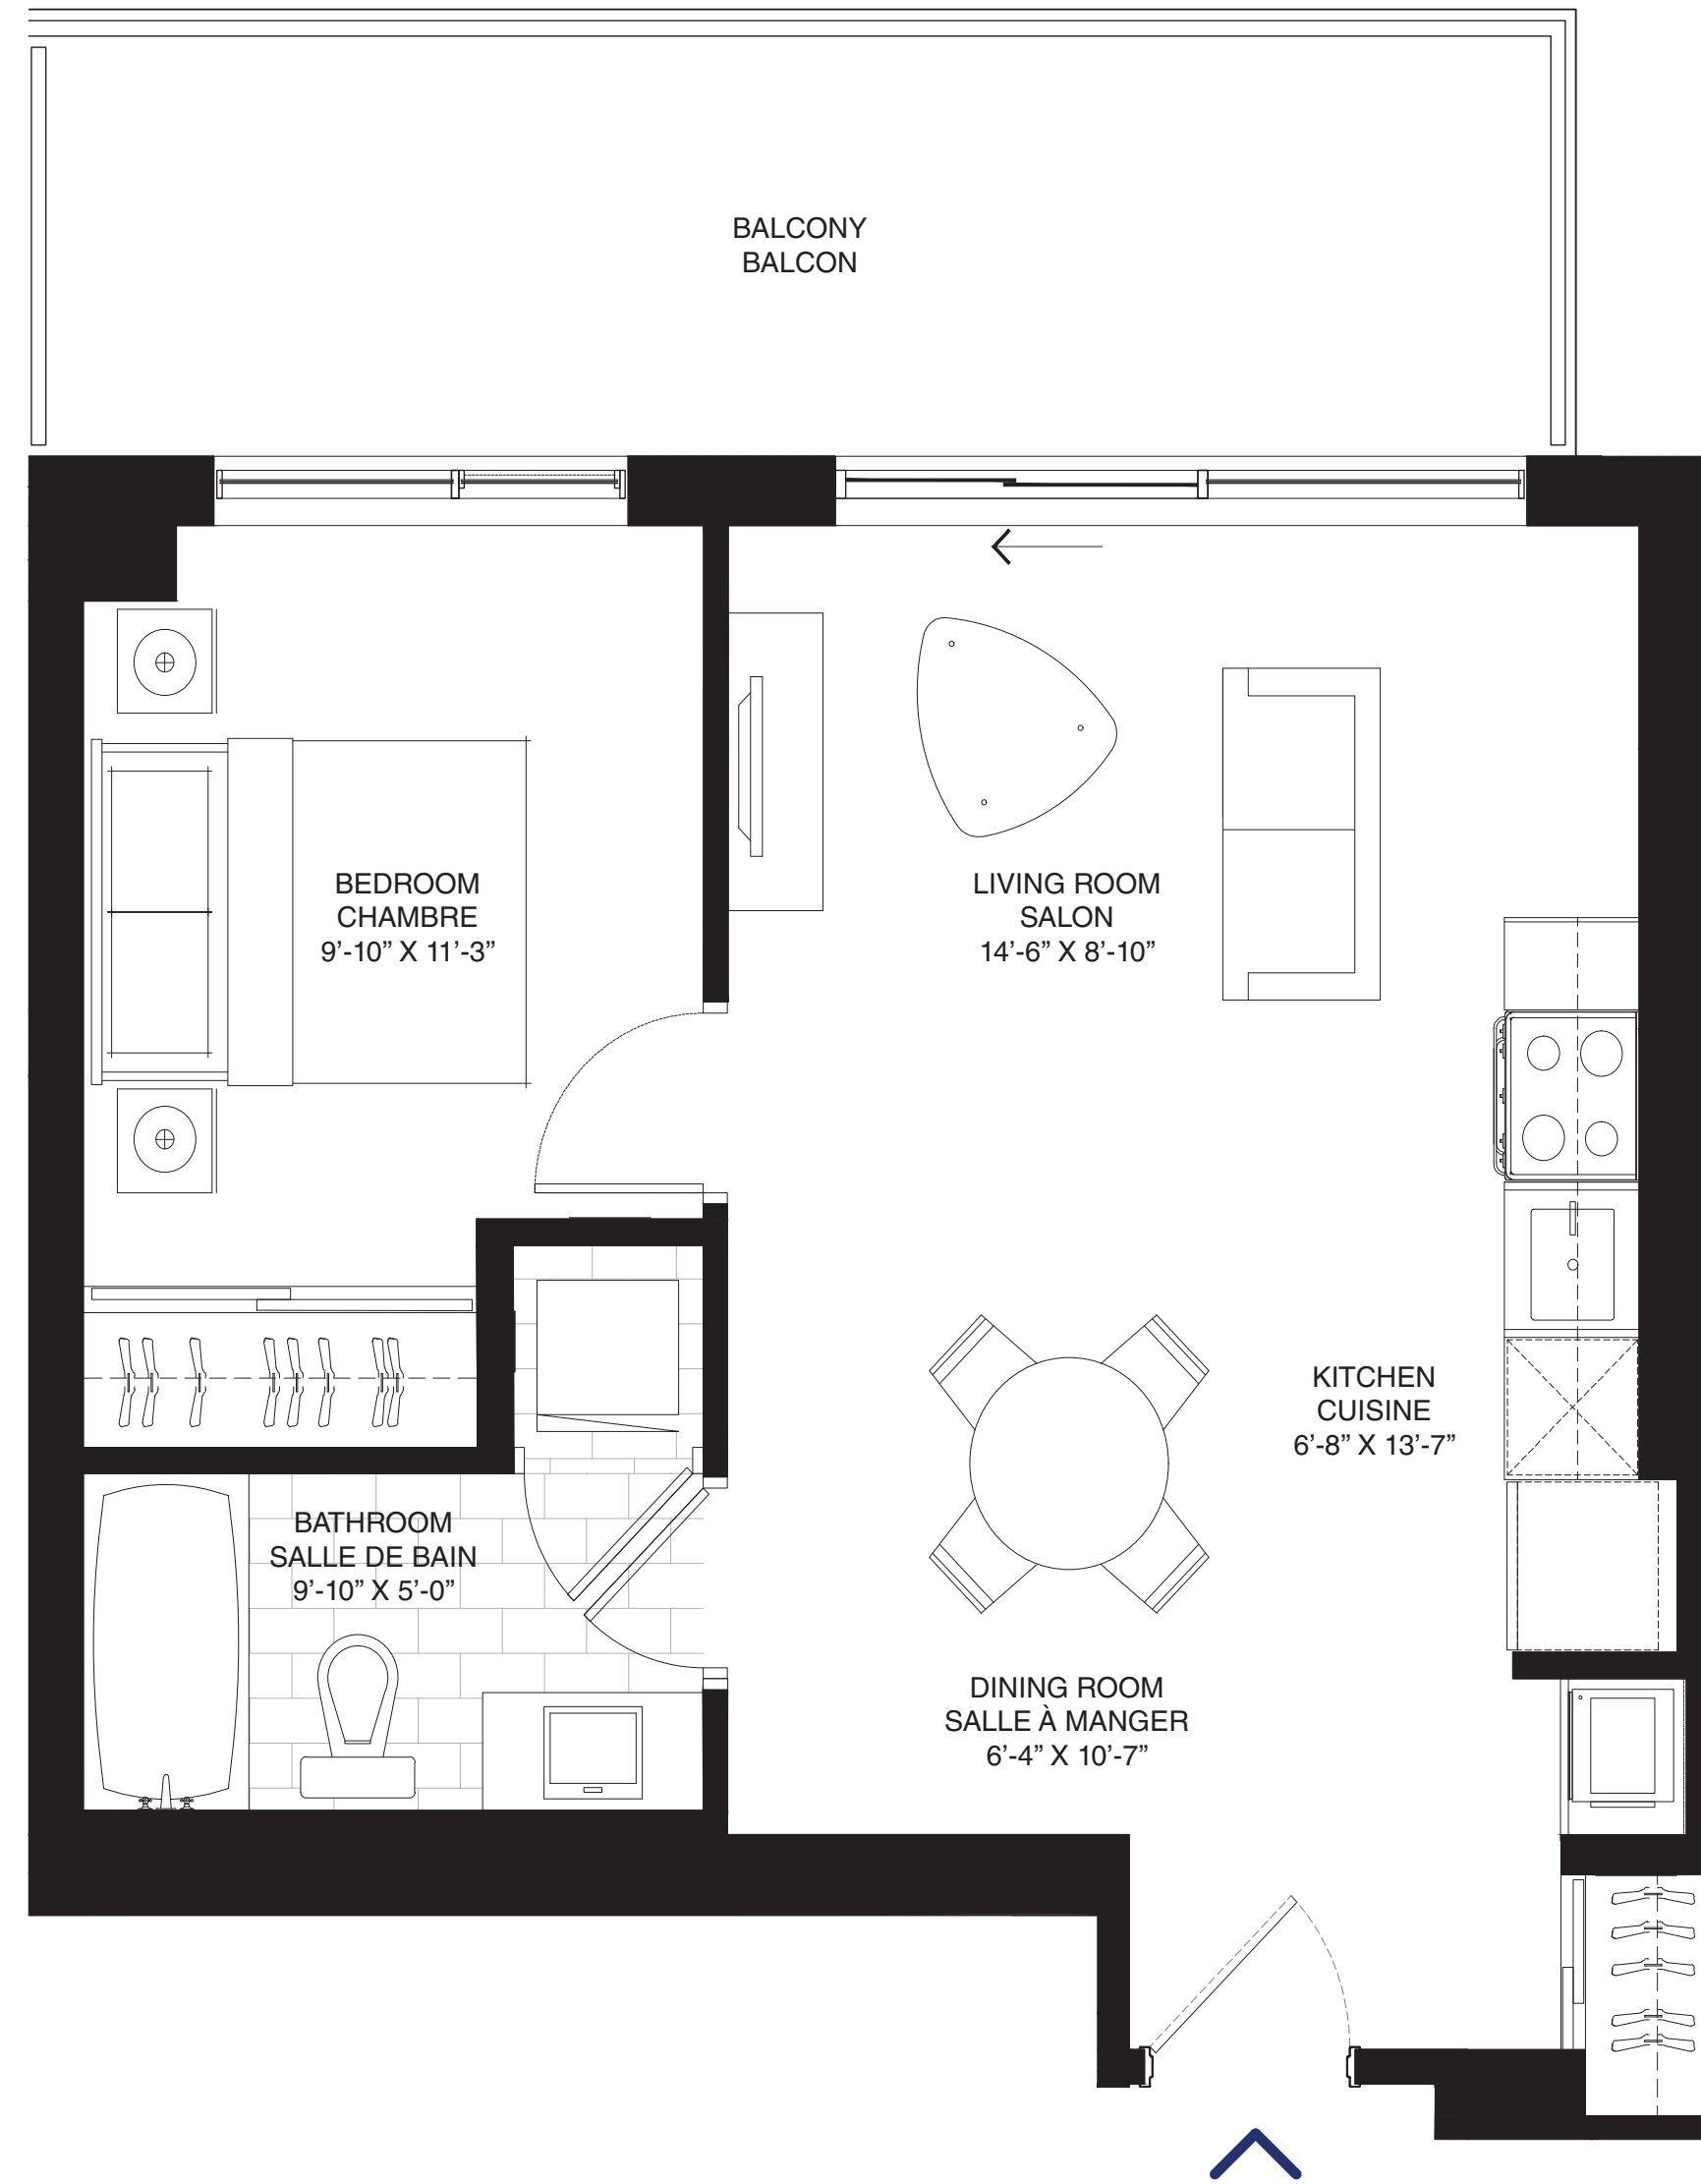 BALCONY
BALCON
BEDROOM
CHAMBRE
9’-10” X 11’-3”
LIVING ROOM
SALON
14’-6” X 8’-10”
KITCHEN
CUISINE
6’-8” X 13’-7”
BATHROOM
SALLE DE BAIN
9’-10” X 5’-0”
DINING ROOM
SALLE À MANGER
6’-4” X 10’-7”